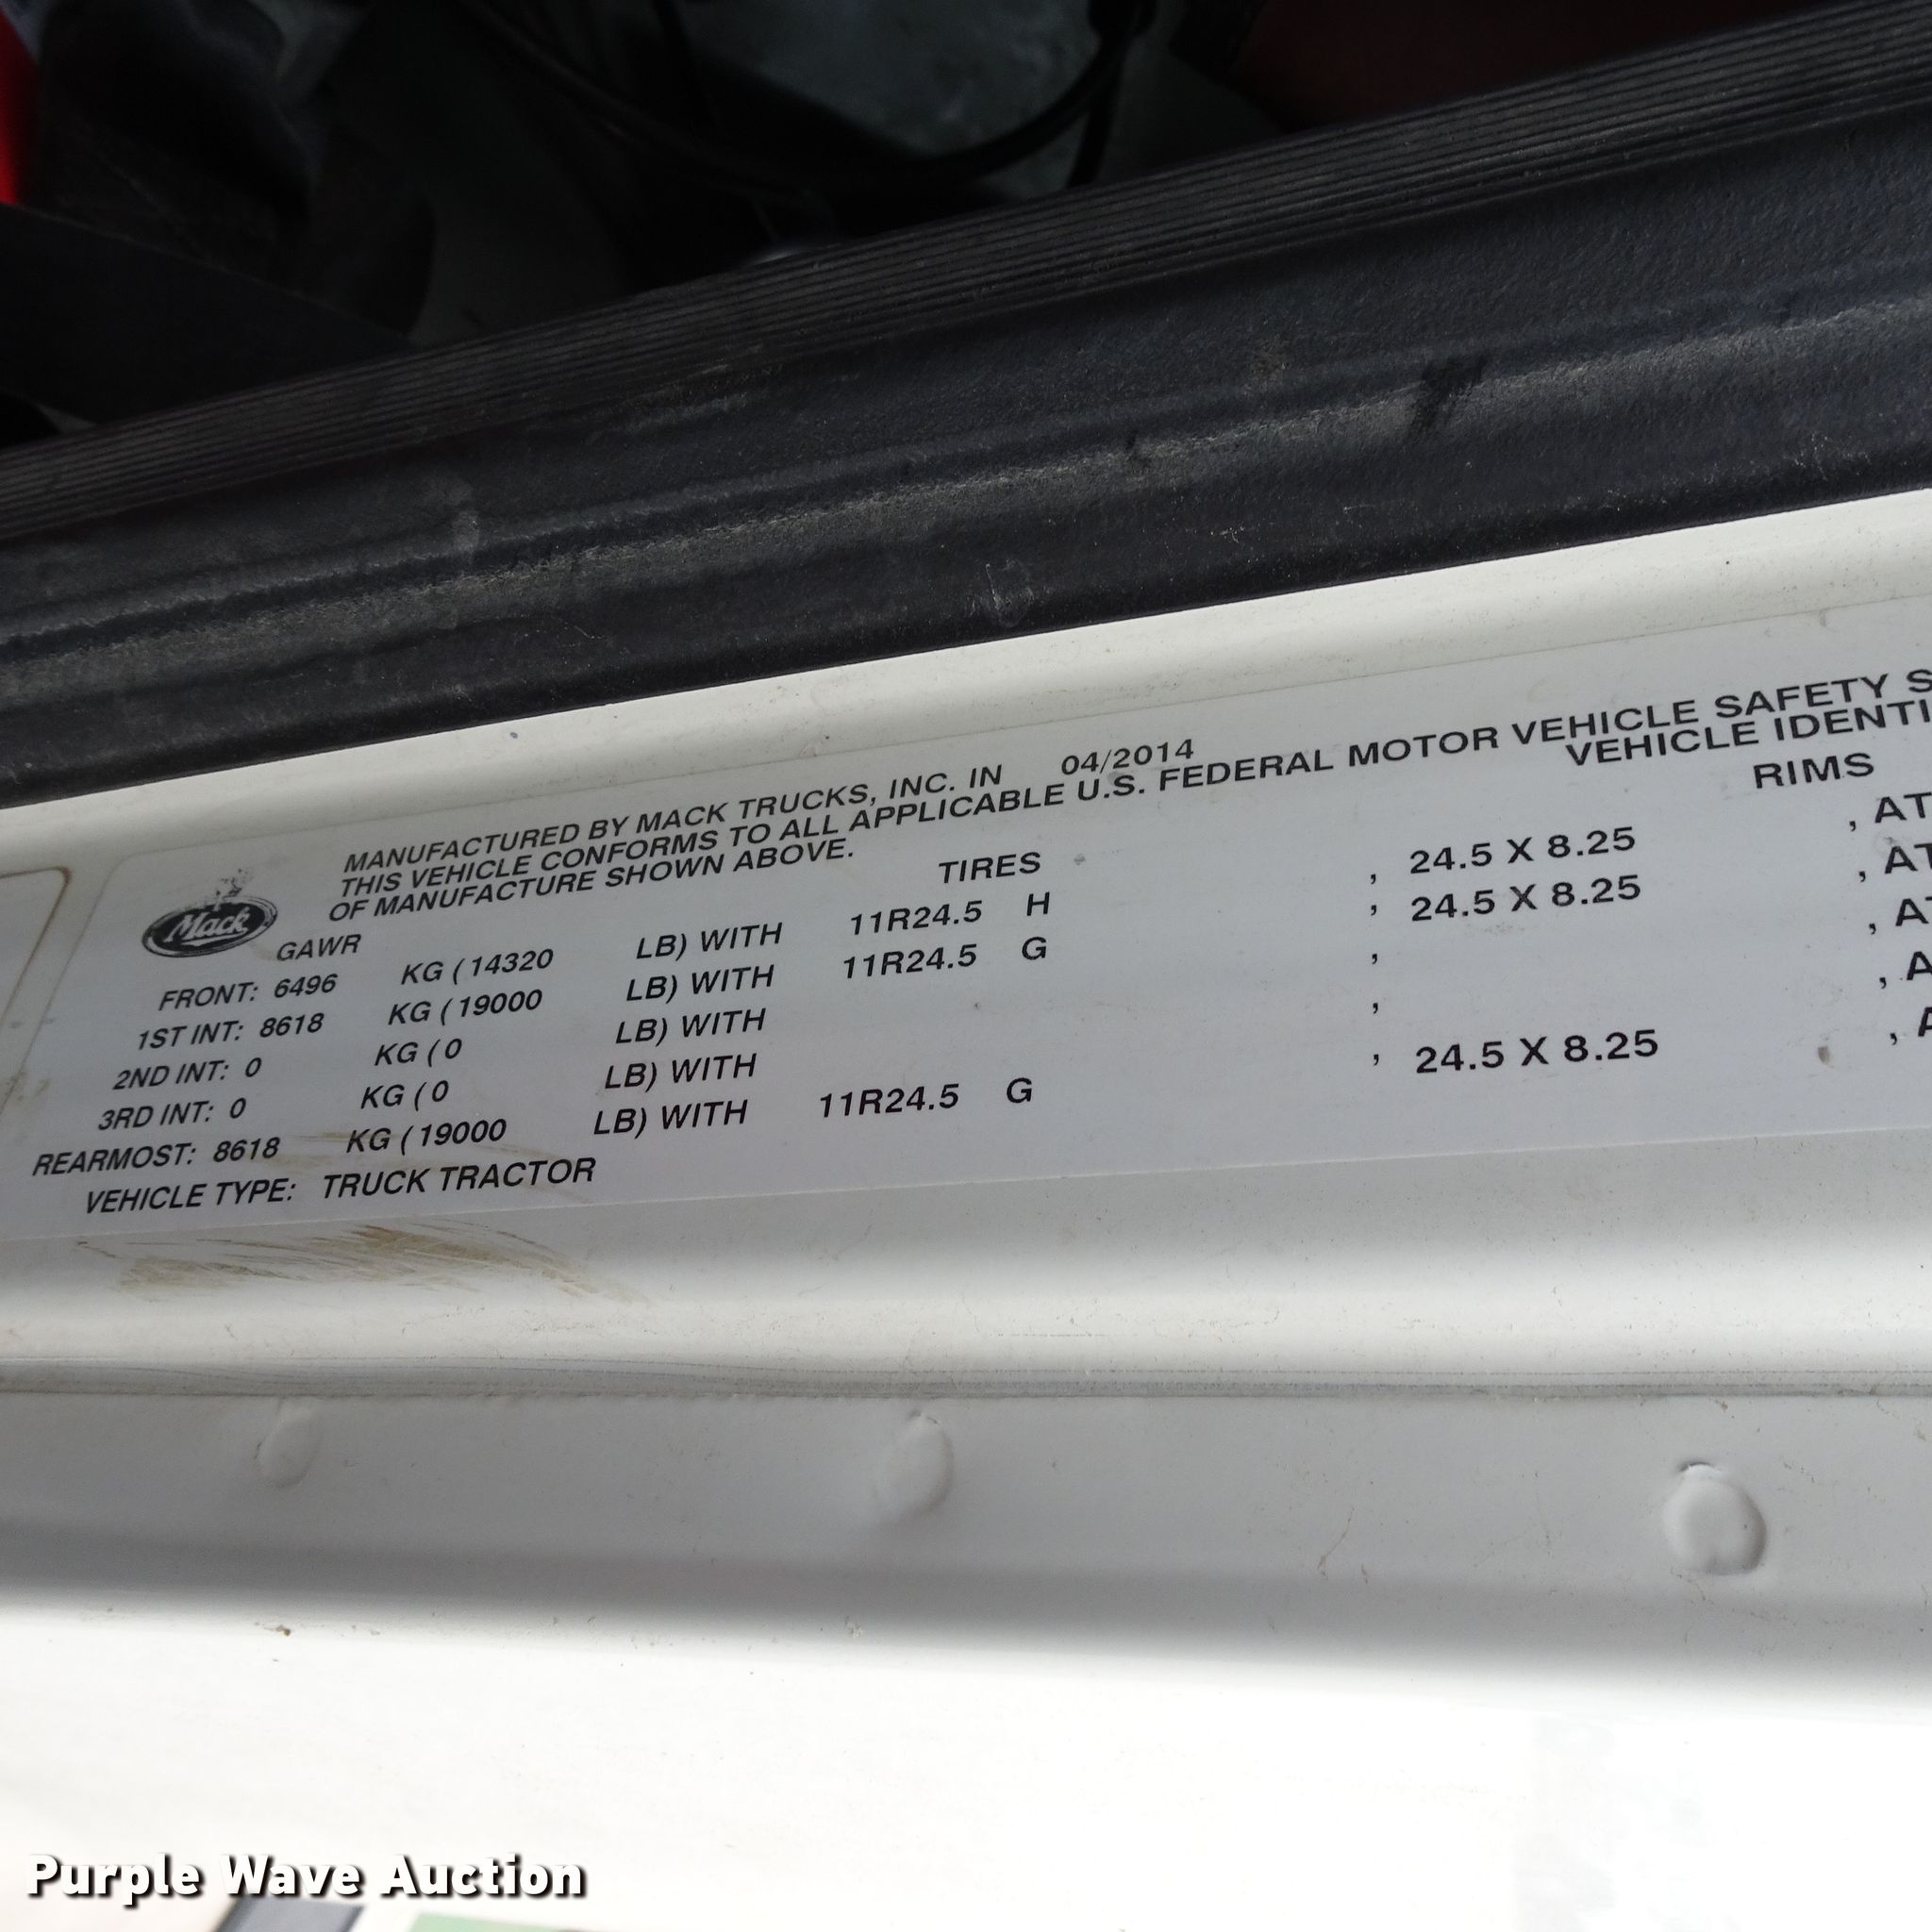 MANUFACTURED BY MACK TRUCKS, INC. IN 04/2014
THIS VEHICLE CONFORMS TO ALL APPLICABLE U.S. FEDERAL MOTOR VEHICLE SAFETY S
OF MANUFACTURE SHOWN ABOVE. VEHICLE IDENTI
Mack
GAWR TIRES RIMS
FRONT: 6496 KG (14320 LB) WITH 11R24.5 H , 24.5 X 8.25 , AT
1ST INT: 8618 KG (19000 LB) WITH 11R24.5 G , 24.5 X 8.25 , AT
2ND INT: 0 KG (0 LB) WITH , , A
3RD INT: 0 KG (0 LB) WITH , , A
REARMOST: 8618 KG (19000 LB) WITH 11R24.5 G , 24.5 X 8.25 , A
VEHICLE TYPE: TRUCK TRACTOR
Purple Wave Auction